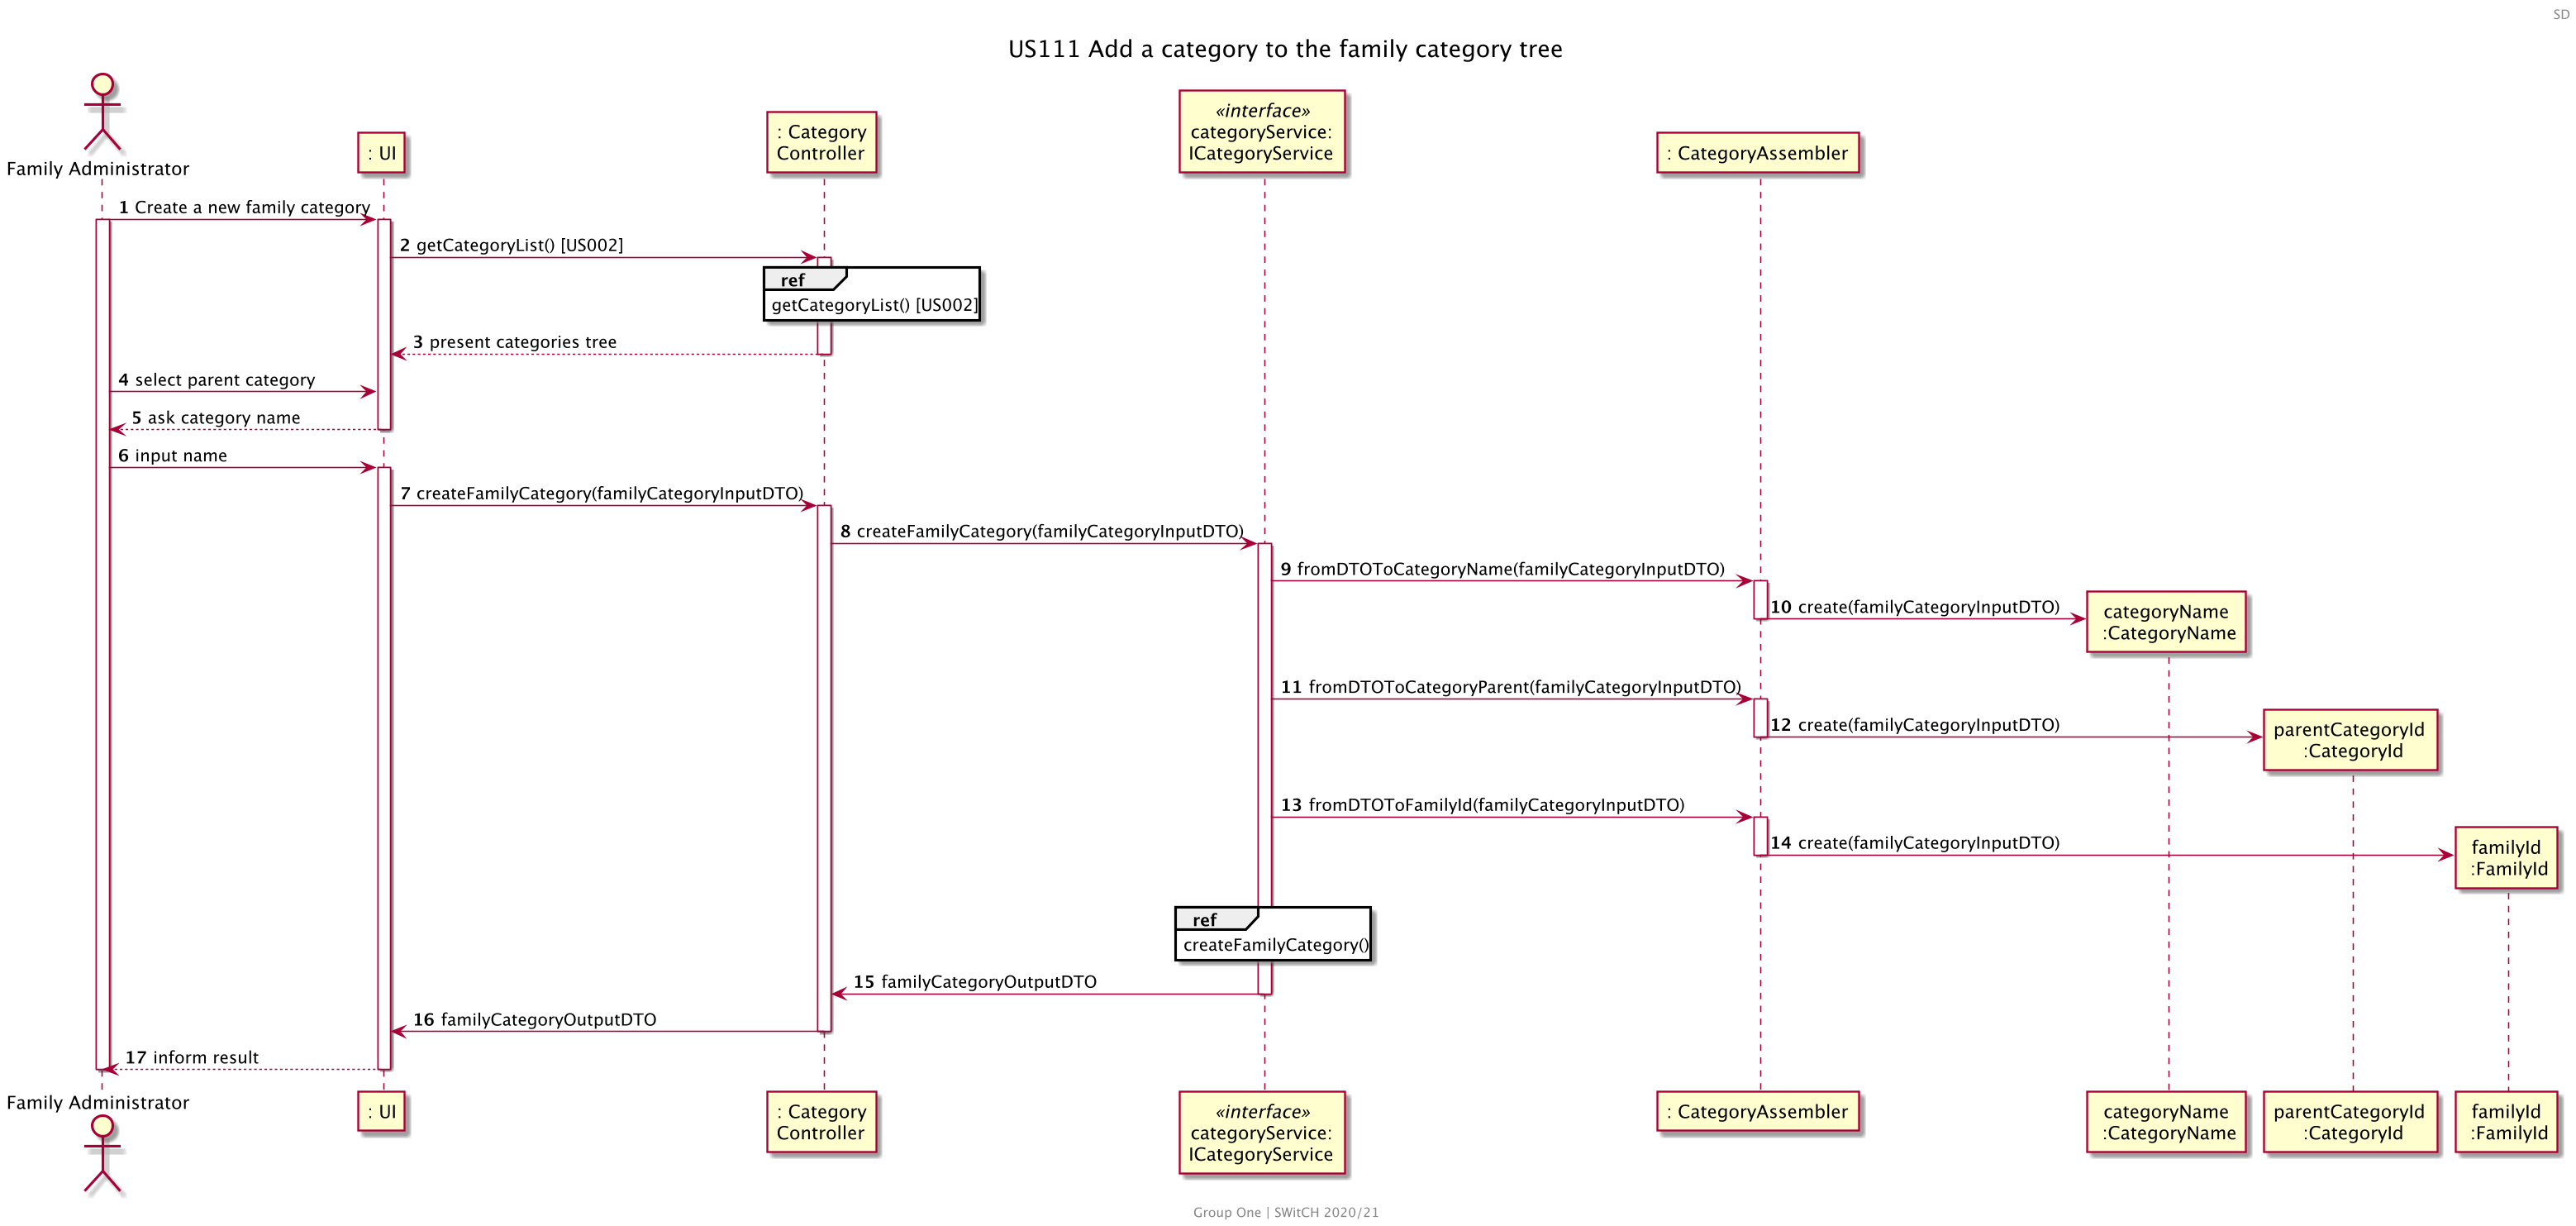 SD
US111 Add a category to the family category tree
Family Administrator
: UI
: Category
Controller
«interface»
categoryService:
ICategoryService
: CategoryAssembler
1 Create a new family category
2 getCategoryList() [US002]
ref
getCategoryList() [US002]
3 present categories tree
4 select parent category
5 ask category name
6 input name
7 createFamilyCategory(familyCategoryInputDTO)
8 createFamilyCategory(familyCategoryInputDTO)
9 fromDTOToCategoryName(familyCategoryInputDTO)
10 create(familyCategoryInputDTO)
categoryName
:CategoryName
11 fromDTOToCategoryParent(familyCategoryInputDTO)
12 create(familyCategoryInputDTO)
parentCategoryId
:CategoryId
13 fromDTOToFamilyId(familyCategoryInputDTO)
14 create(familyCategoryInputDTO)
familyId
:FamilyId
ref
createFamilyCategory()
15 familyCategoryOutputDTO
16 familyCategoryOutputDTO
17 inform result
Family Administrator
: UI
: Category
Controller
«interface»
categoryService:
ICategoryService
: CategoryAssembler
categoryName
:CategoryName
parentCategoryId
:CategoryId
familyId
:FamilyId
Group One | SWitCH 2020/21